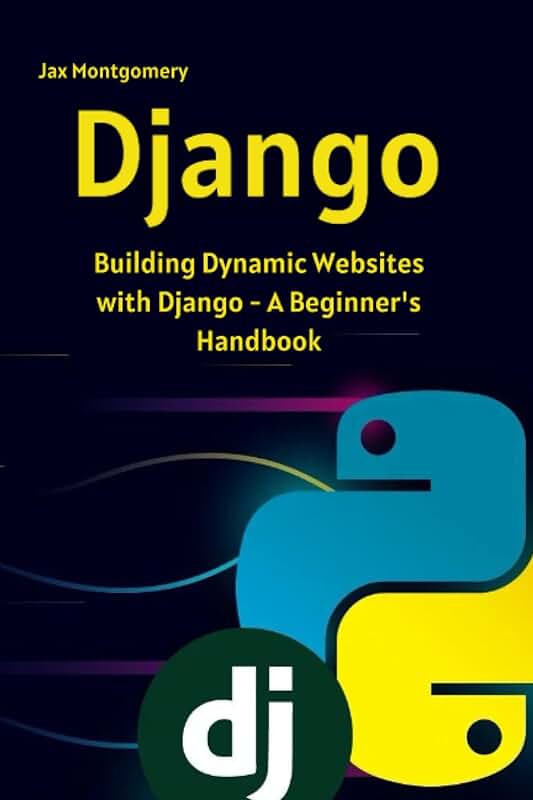 Jax Montgomery
Django
Building Dynamic Websites
with Django - A Beginner's
Handbook
dj